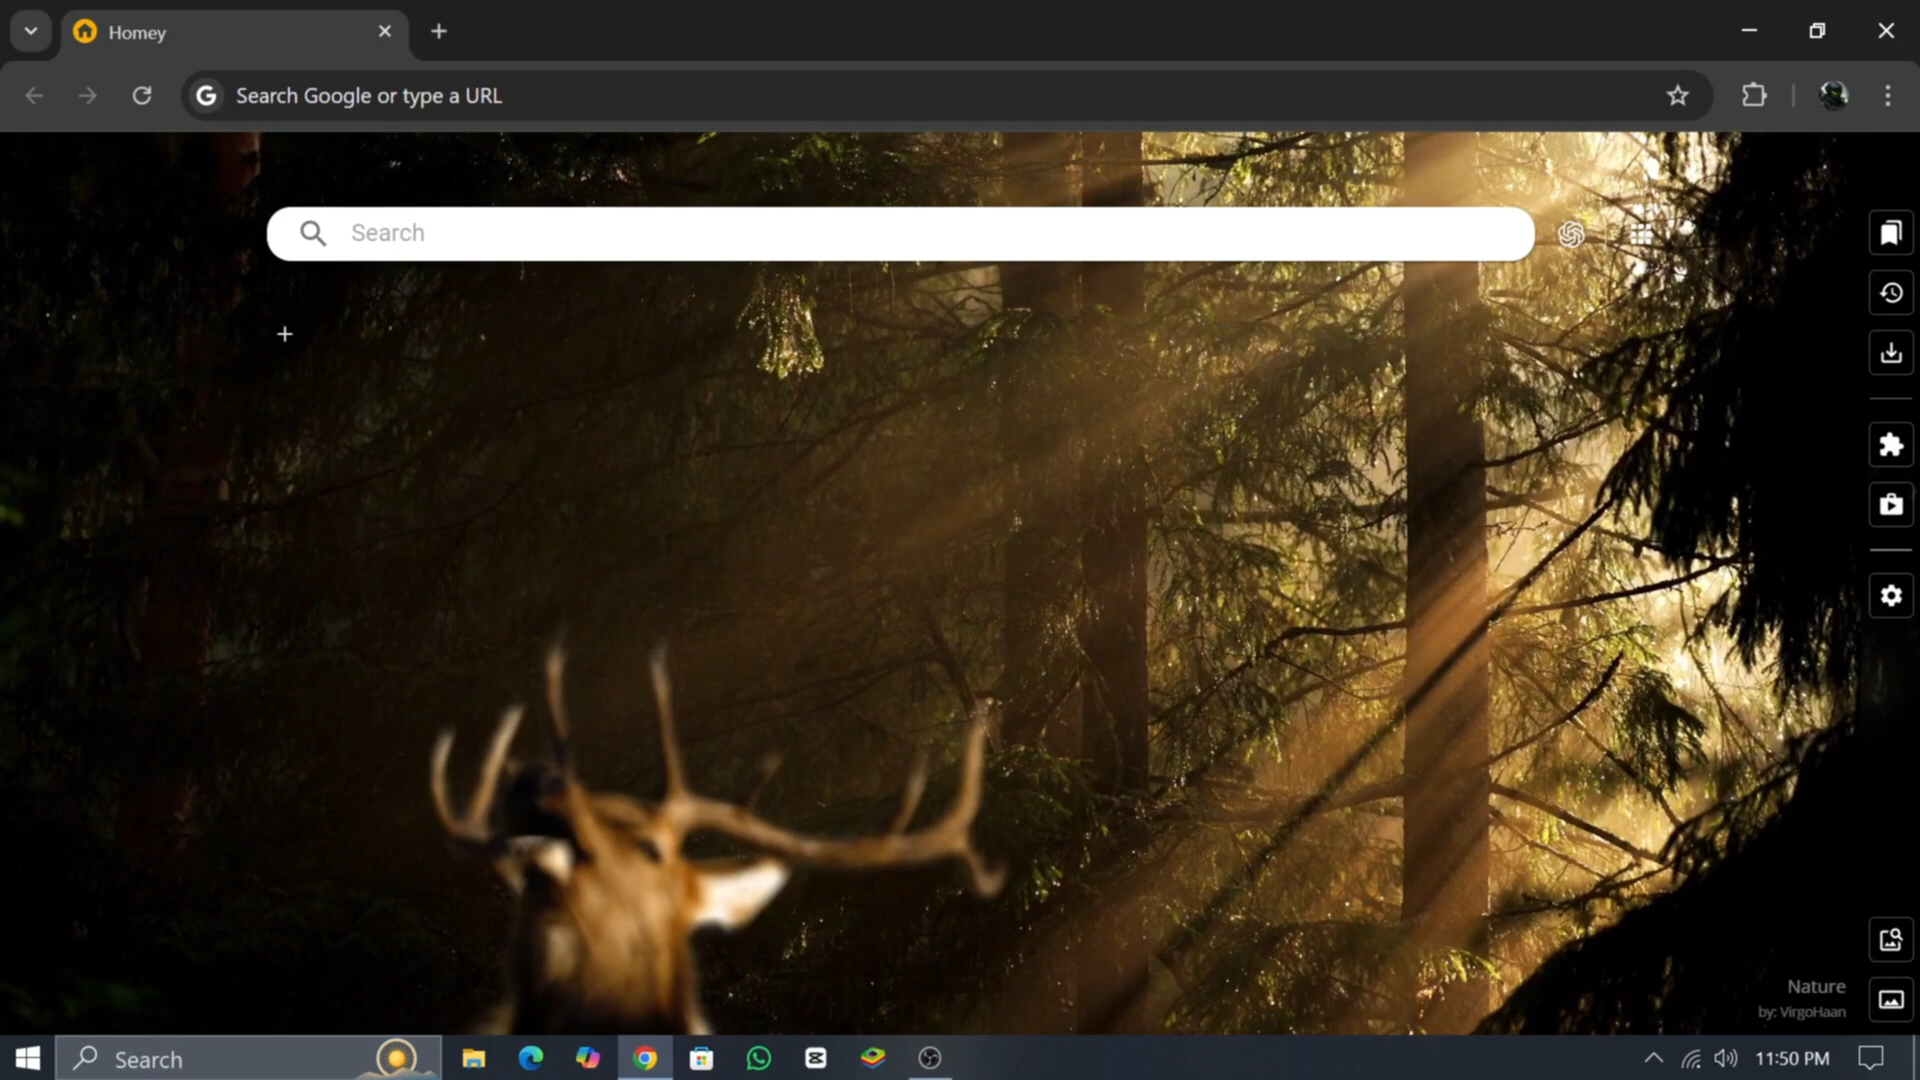 Homey
Search Google or type a URL
Search
Nature
by: VirgoHaan
Search
11:50 PM